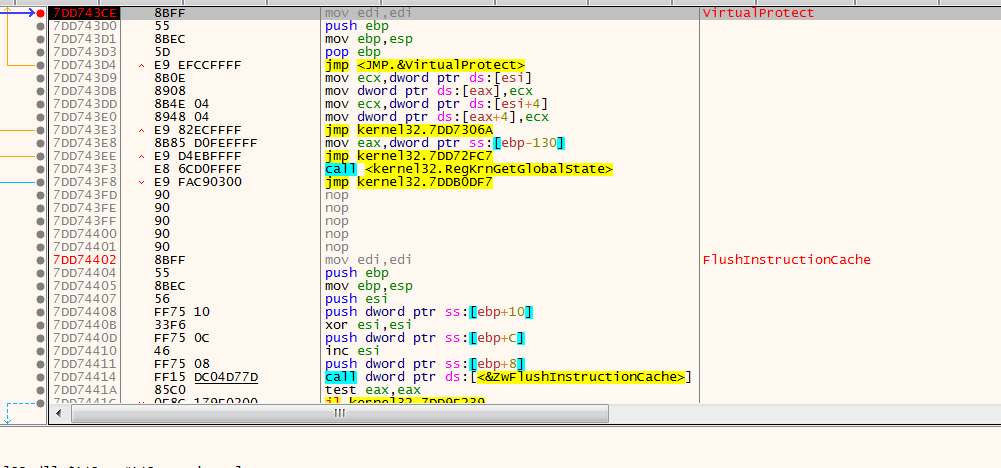 7DD743CE 8BFF mov edi,edi VirtualProtect
7DD743D0 55 push ebp
7DD743D1 8BEC mov ebp,esp
7DD743D3 5D pop ebp
7DD743D4 ^ E9 EFCCFFFF jmp <JMP.&VirtualProtect>
7DD743D9 8B0E mov ecx,dword ptr ds:[esi]
7DD743DB 8908 mov dword ptr ds:[eax],ecx
7DD743DD 8B4E 04 mov ecx,dword ptr ds:[esi+4]
7DD743E0 8948 04 mov dword ptr ds:[eax+4],ecx
7DD743E3 ^ E9 82ECFFFF jmp kernel32.7DD7306A
7DD743E8 8B85 D0FEFFFF mov eax,dword ptr ss:[ebp-130]
7DD743EE ^ E9 D4EBFFFF jmp kernel32.7DD72FC7
7DD743F3 E8 6CD0FFFF call <kernel32.RegKrnGetGlobalState>
7DD743F8 v E9 FAC90300 jmp kernel32.7DDB0DF7
7DD743FD 90 nop
7DD743FE 90 nop
7DD743FF 90 nop
7DD74400 90 nop
7DD74401 90 nop
7DD74402 8BFF mov edi,edi FlushInstructionCache
7DD74404 55 push ebp
7DD74405 8BEC mov ebp,esp
7DD74407 56 push esi
7DD74408 FF75 10 push dword ptr ss:[ebp+10]
7DD7440B 33F6 xor esi,esi
7DD7440D FF75 0C push dword ptr ss:[ebp+C]
7DD74410 46 inc esi
7DD74411 FF75 08 push dword ptr ss:[ebp+8]
7DD74414 FF15 DC04D77D call dword ptr ds:[<&ZwFlushInstructionCache>]
7DD7441A 85C0 test eax,eax